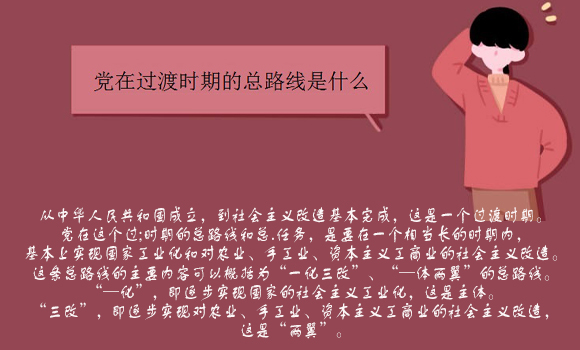 党在过渡时期的总路线是什么
从中华人民共和国成立，到社会主义改造基本完成，这是一个过渡时期。
党在这个过;时期的总路线和总.任务，是要在一个相当长的时期内，
基本上实现国家工业化和对农业、手工业、资本主义工商业的社会主义改造。
这条总路线的主要内容可以概括为“一化三改”、“—体两翼”的总路线。
“—化”，即逐步实现国家的社会主义工业化，这是主体。
“三改”，即逐步实现对农业、手工业、资本主义工商业的社会主义改造，
这是“两翼”。